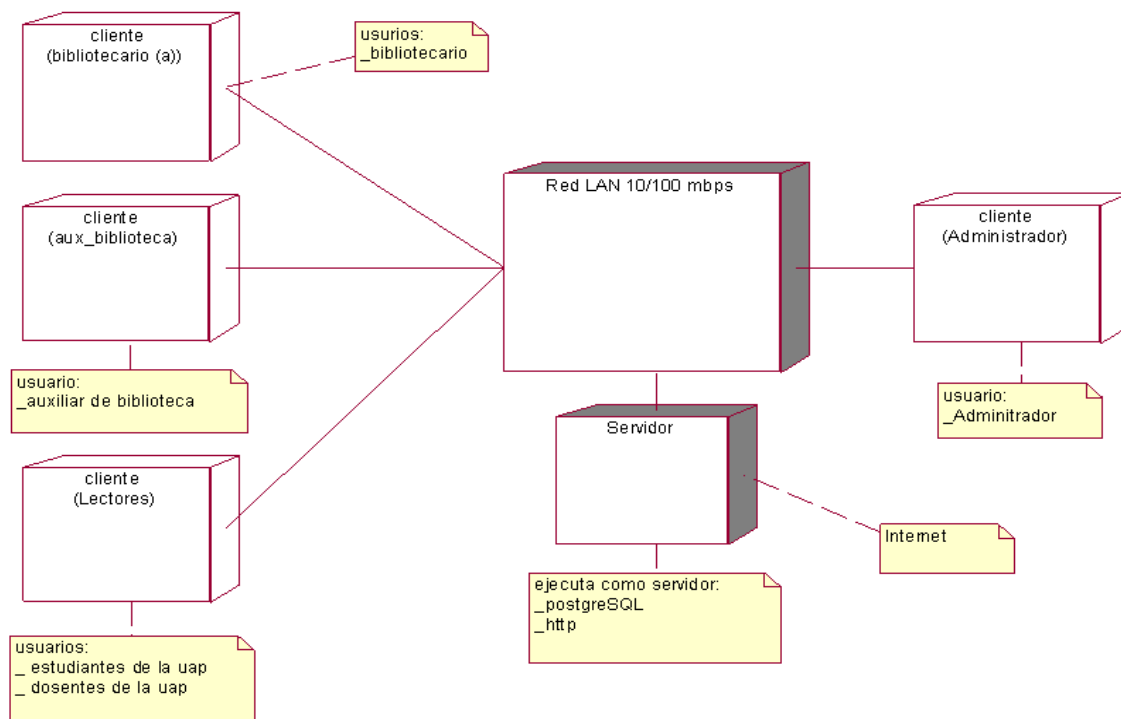 cliente
(bibliotecario (a))
usurios:
_bibliotecario
cliente
(aux_biblioteca)
usuario:
_auxiliar de biblioteca
cliente
(Lectores)
usuarios:
_ estudiantes de la uap
_ dosentes de la uap
Red LAN 10/100 mbps
Servidor
ejecuta como servidor:
_postgreSQL
_http
Internet
cliente
(Administrador)
usuario:
_Adminitrador